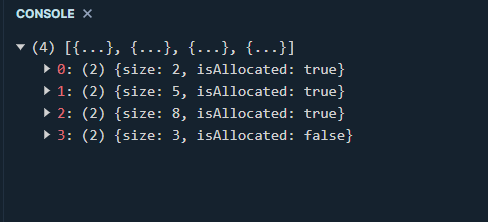 CONSOLE ×
▼ (4) [{...}, {...}, {...}, {...}]
▶ 0: (2) {size: 2, isAllocated: true}
▶ 1: (2) {size: 5, isAllocated: true}
▶ 2: (2) {size: 8, isAllocated: true}
▶ 3: (2) {size: 3, isAllocated: false}